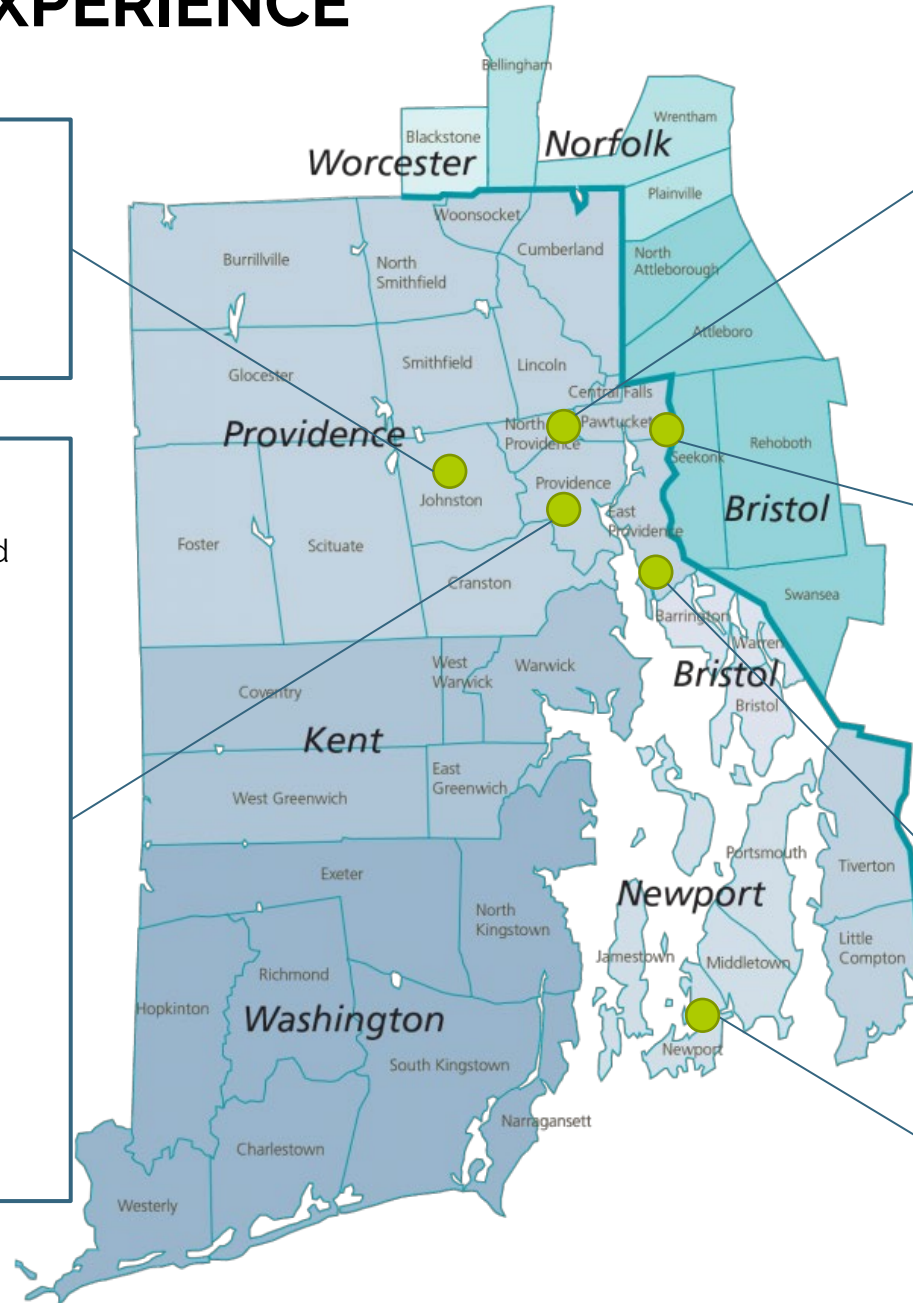 XPERIENCE
Bellingham
Wrentham
Blackstone
Norfolk
Worcester
Plainville
Woonsocket
Cumberland
Burrillville
North
Smithfield
North
Attleborough
Attleboro
Smithfield
Lincoln
Glocester
Central Falls
Providence
North
Providence
Pawtucket
Rehoboth
Seekonk
Providence
Johnston
Bristol
East
Providence
d
Foster
Scituate
Cranston
Swansea
Barrington
Warren
West
Warwick
Warwick
Bristol
Coventry
Bristol
Kent
East
Greenwich
West Greenwich
Portsmouth
Tiverton
Exeter
Newport
North
Kingstown
Little
Compton
Jamestown
Middletown
Richmond
Hopkinton
Washington
Newport
South Kingstown
Narragansett
Charlestown
Westerly